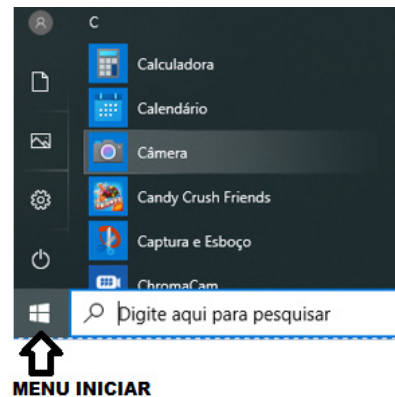 C
Calculadora
Calendário
Câmera
Candy Crush Friends
Captura e Esboço
ChromaCam
Digite aqui para pesquisar
MENU INICIAR